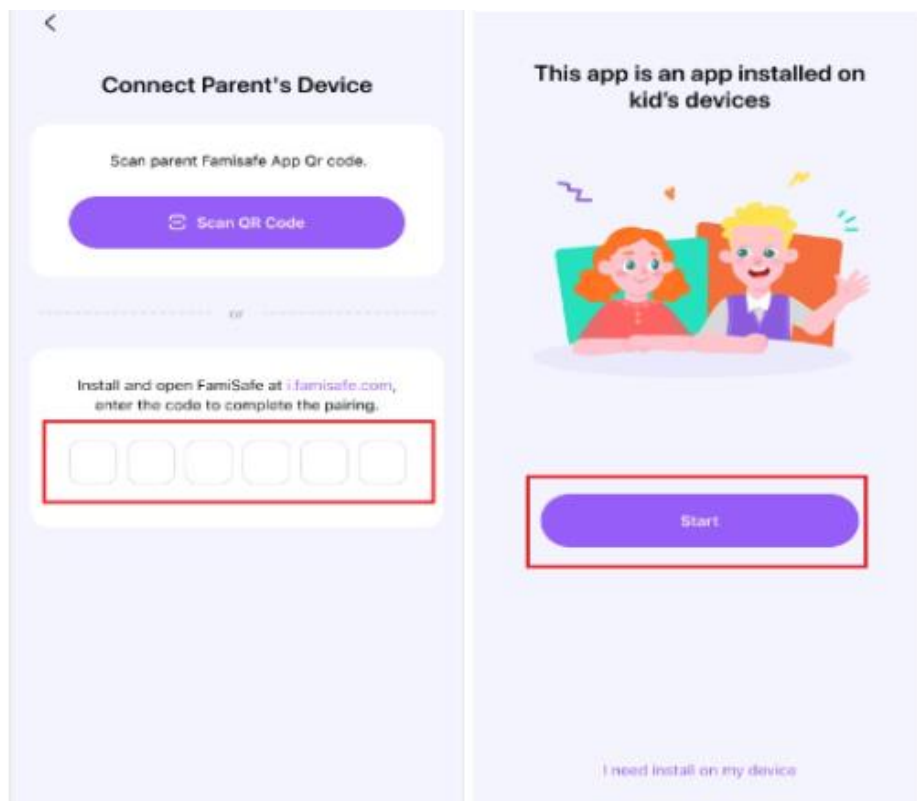 Connect Parent's Device
Scan parent Famisafe App Qr code.
Scan QR Code
or
Install and open FamiSafe at i.famisafe.com,
enter the code to complete the pairing.
This app is an app installed on
kid's devices
Start
I need install on my device